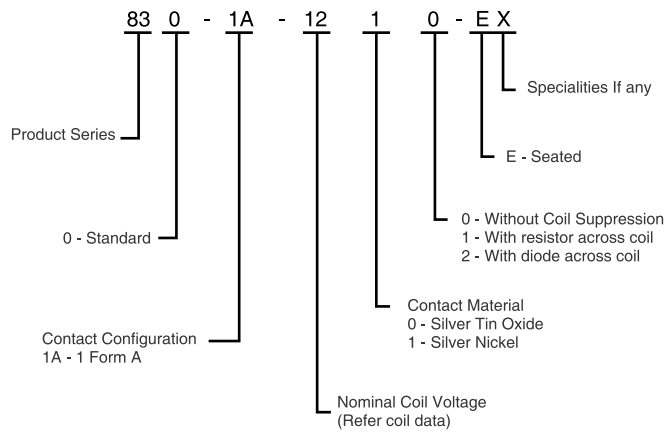 83 0 - 1A - 12 1 0 - E X
Specialities If any
Product Series
E - Seated
0 - Without Coil Suppression
1 - With resistor across coil
2 - With diode across coil
0 - Standard
Contact Material
0 - Silver Tin Oxide
1 - Silver Nickel
Contact Configuration
1A - 1 Form A
Nominal Coil Voltage
(Refer coil data)